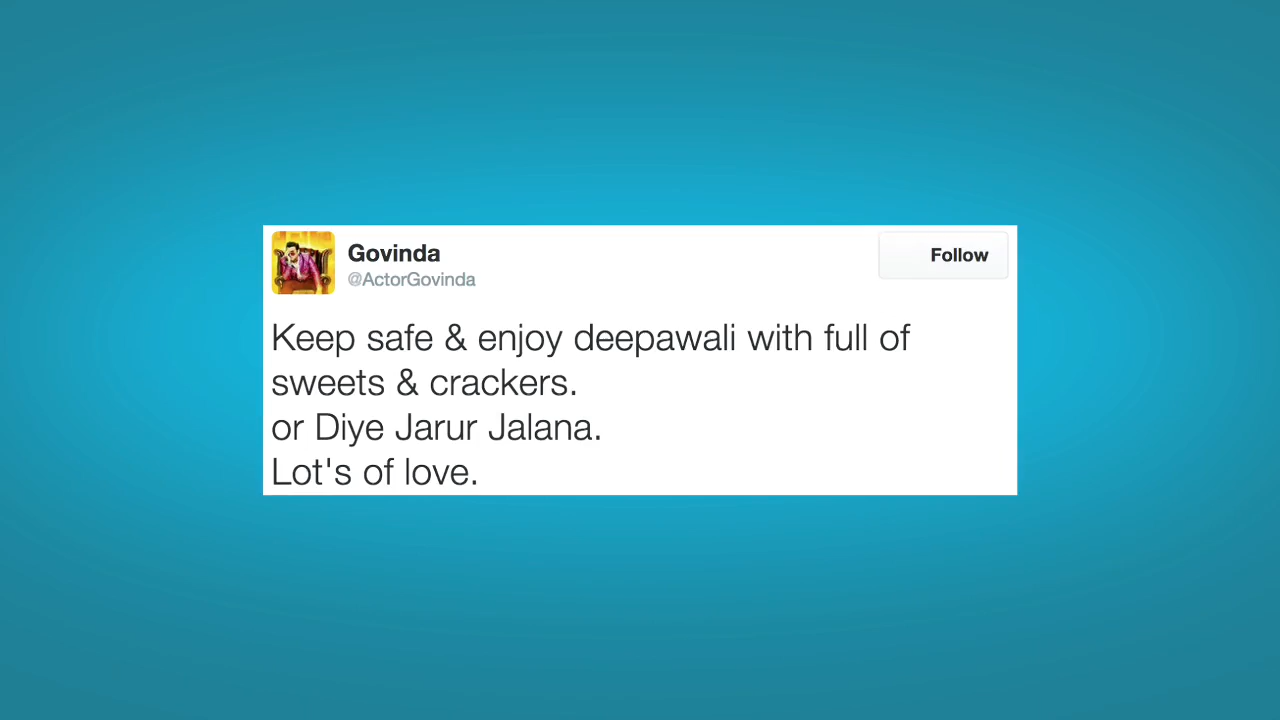 Govinda
@ActorGovinda
Follow
Keep safe & enjoy deepawali with full of
sweets & crackers.
or Diye Jarur Jalana.
Lot's of love.